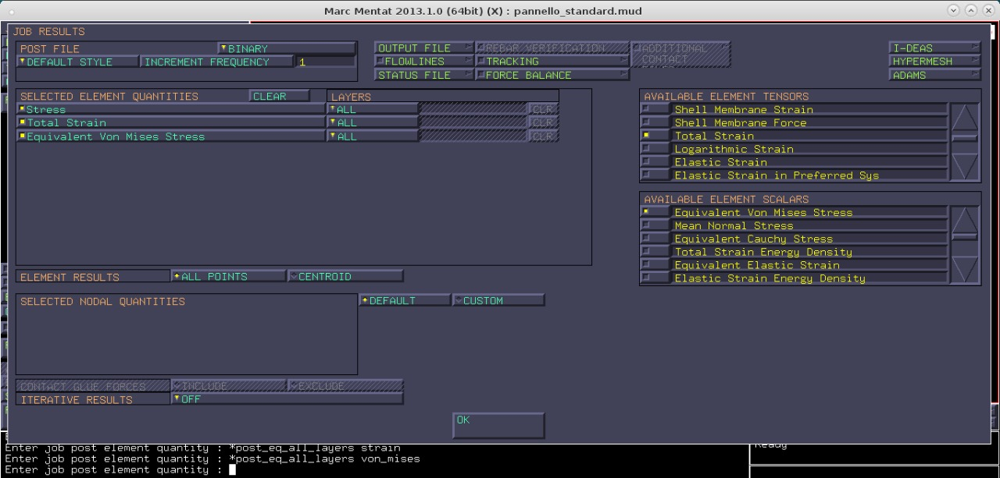 Marc Mentat 2013.1.0 (64bit) (X) : pannello_standard.mud
JOB RESULTS
POST FILE
BINARY
DEFAULT STYLE
INCREMENT FREQUENCY
1
OUTPUT FILE
REBAR VERIFICATION
ADDITIONAL
CONTACT
FLOWLINES
TRACKING
STATUS FILE
FORCE BALANCE
I-DEAS
HYPERMESH
ADAMS
SELECTED ELEMENT QUANTITIES
CLEAR
LAYERS
Stress
ALL
CLR
Total Strain
ALL
CLR
Equivalent Von Mises Stress
ALL
CLR
AVAILABLE ELEMENT TENSORS
Shell Membrane Strain
Shell Membrane Force
Total Strain
Logarithmic Strain
Elastic Strain
Elastic Strain in Preferred Sys
AVAILABLE ELEMENT SCALARS
Equivalent Von Mises Stress
Mean Normal Stress
Equivalent Cauchy Stress
Total Strain Energy Density
Equivalent Elastic Strain
Elastic Strain Energy Density
ELEMENT RESULTS
ALL POINTS
CENTROID
SELECTED NODAL QUANTITIES
DEFAULT
CUSTOM
CONTACT GLUE FORCES
INCLUDE
EXCLUDE
ITERATIVE RESULTS
OFF
OK
Enter job post element quantity : *post_eq_all_layers strain
Enter job post element quantity : *post_eq_all_layers von_mises
Enter job post element quantity :
Ready